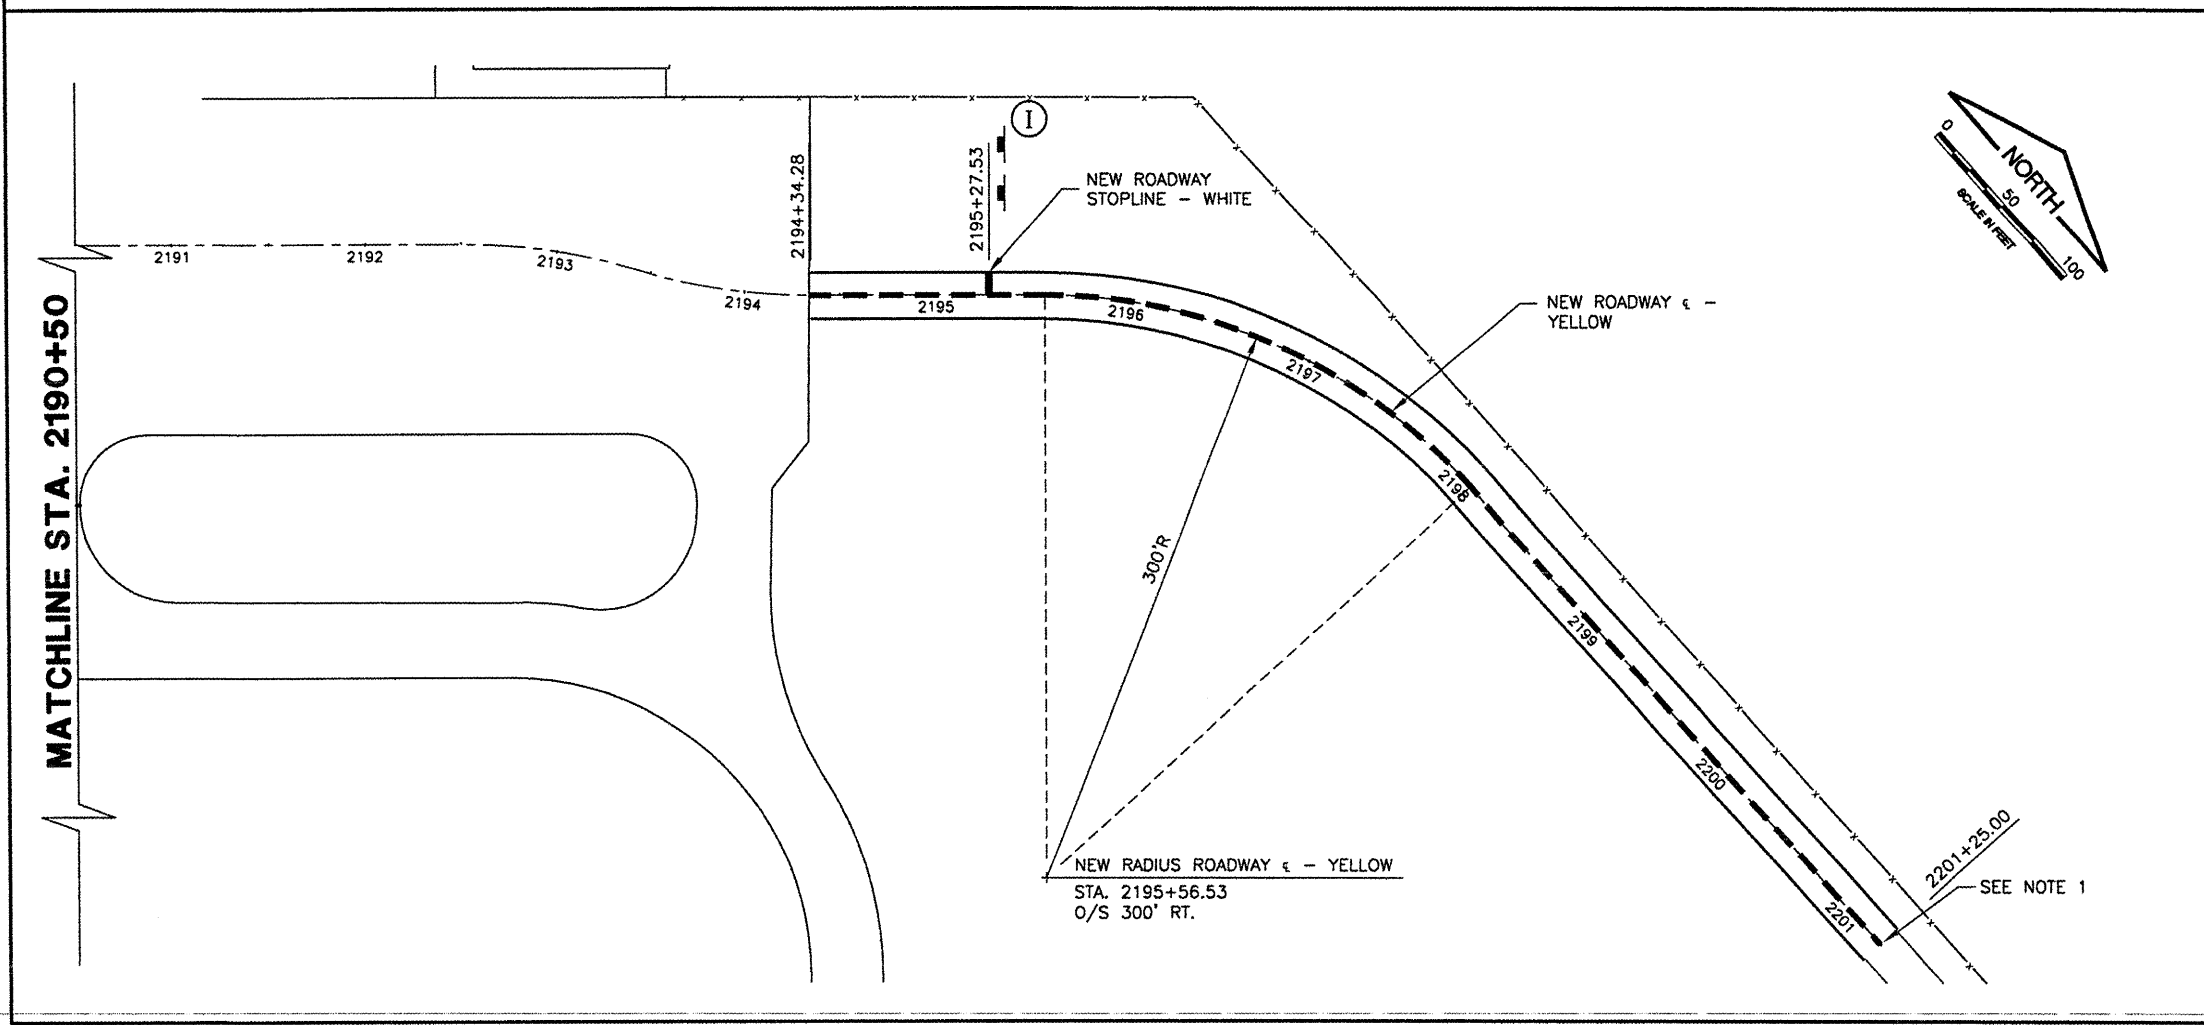 MATCHLINE STA. 2190+50
2191
2192
2193
2194
2194+34.28
2195+27.53
I
NEW ROADWAY
STOPLINE – WHITE
2195
2196
2197
2198
2199
2200
2201
NEW ROADWAY ℄ –
YELLOW
300'R
NEW RADIUS ROADWAY ℄ – YELLOW
STA. 2195+56.53
O/S 300' RT.
2201+25.00
SEE NOTE 1
NORTH
0
50
100
SCALE IN FEET